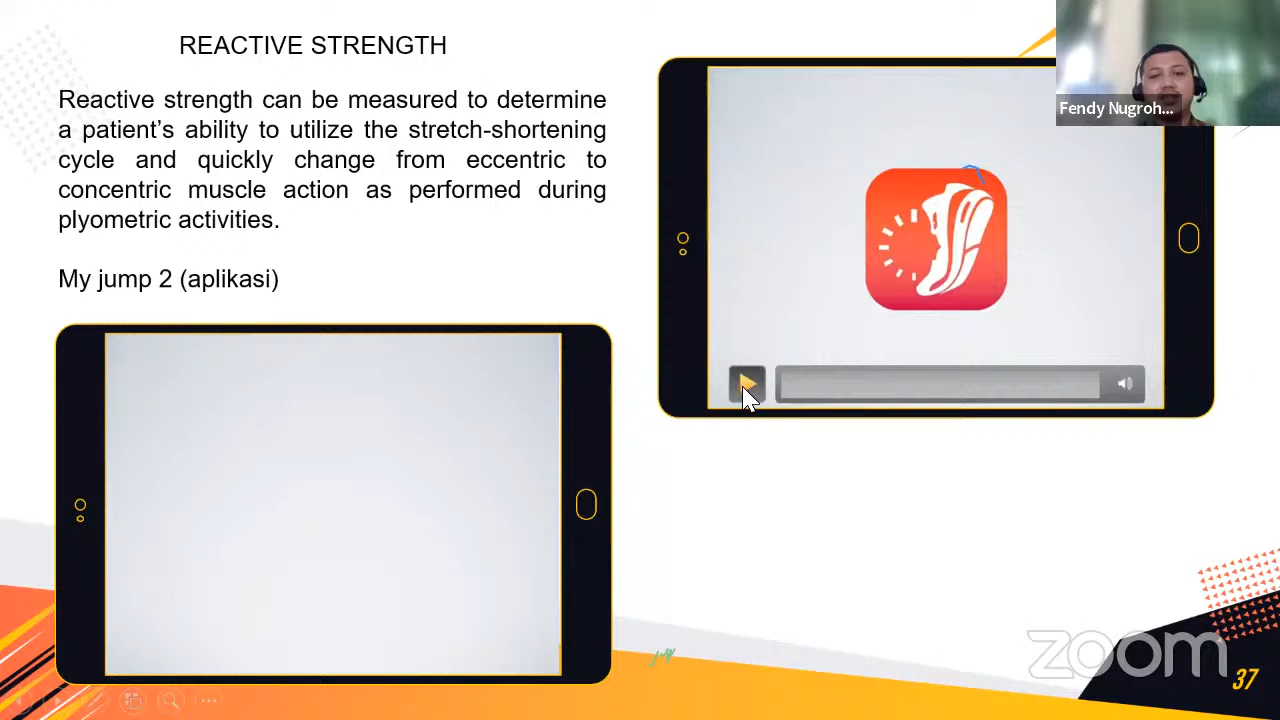 REACTIVE STRENGTH
Reactive strength can be measured to determine
a patient’s ability to utilize the stretch-shortening
cycle and quickly change from eccentric to
concentric muscle action as performed during
plyometric activities.
My jump 2 (aplikasi)
Fendy Nugroh...
zoom
37